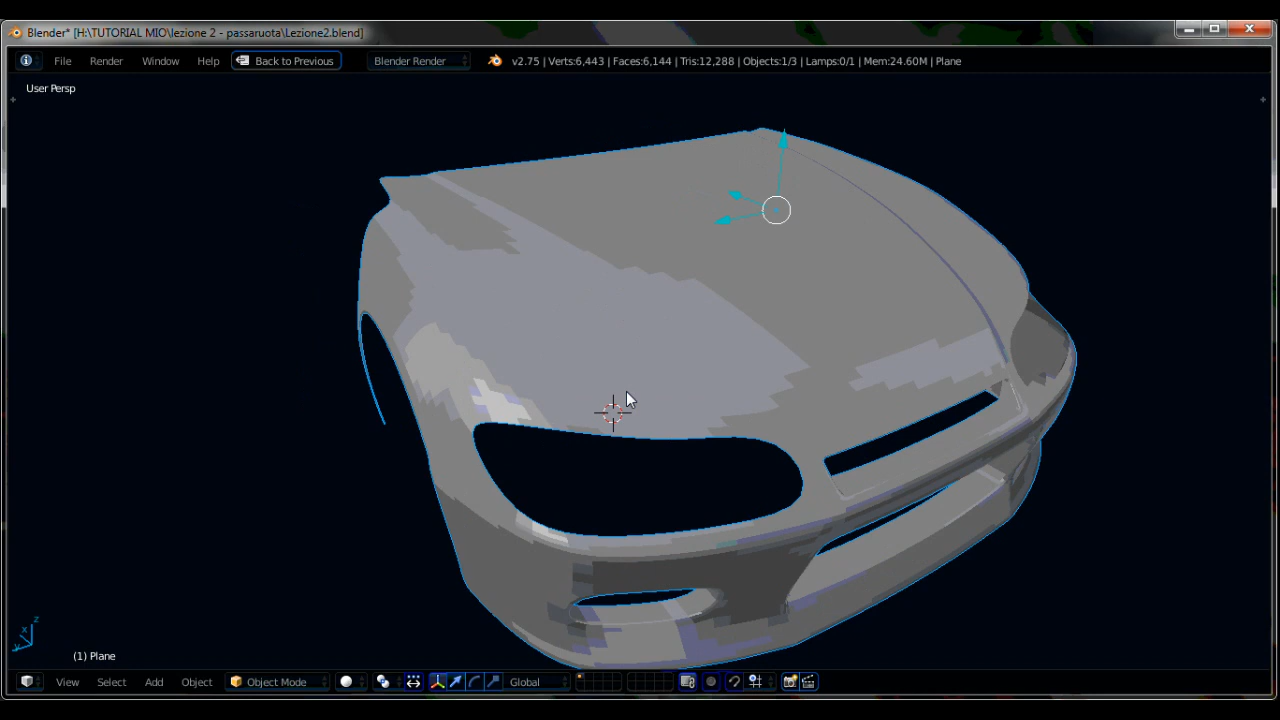 Blender* [H:\TUTORIAL MIO\lezione 2 - passaruota\Lezione2.blend]
File Render Window Help Back to Previous Blender Render v2.75 | Verts:6,443 | Faces:6,144 | Tris:12,288 | Objects:1/3 | Lamps:0/1 | Mem:24.60M | Plane
User Persp
z
x
y
(1) Plane
View Select Add Object Object Mode Global